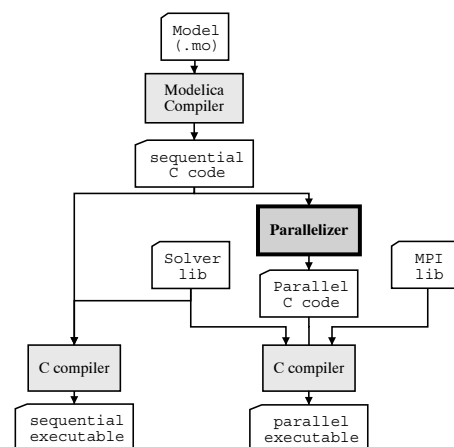 Model
(.mo)
Modelica
Compiler
sequential
C code
Parallelizer
Solver
lib
MPI
lib
Parallel
C code
C compiler
C compiler
sequential
executable
parallel
executable